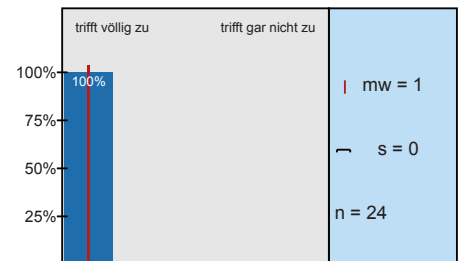 trifft völlig zu trifft gar nicht zu
100%
100%
mw = 1
75%
s = 0
50%
25%
n = 24